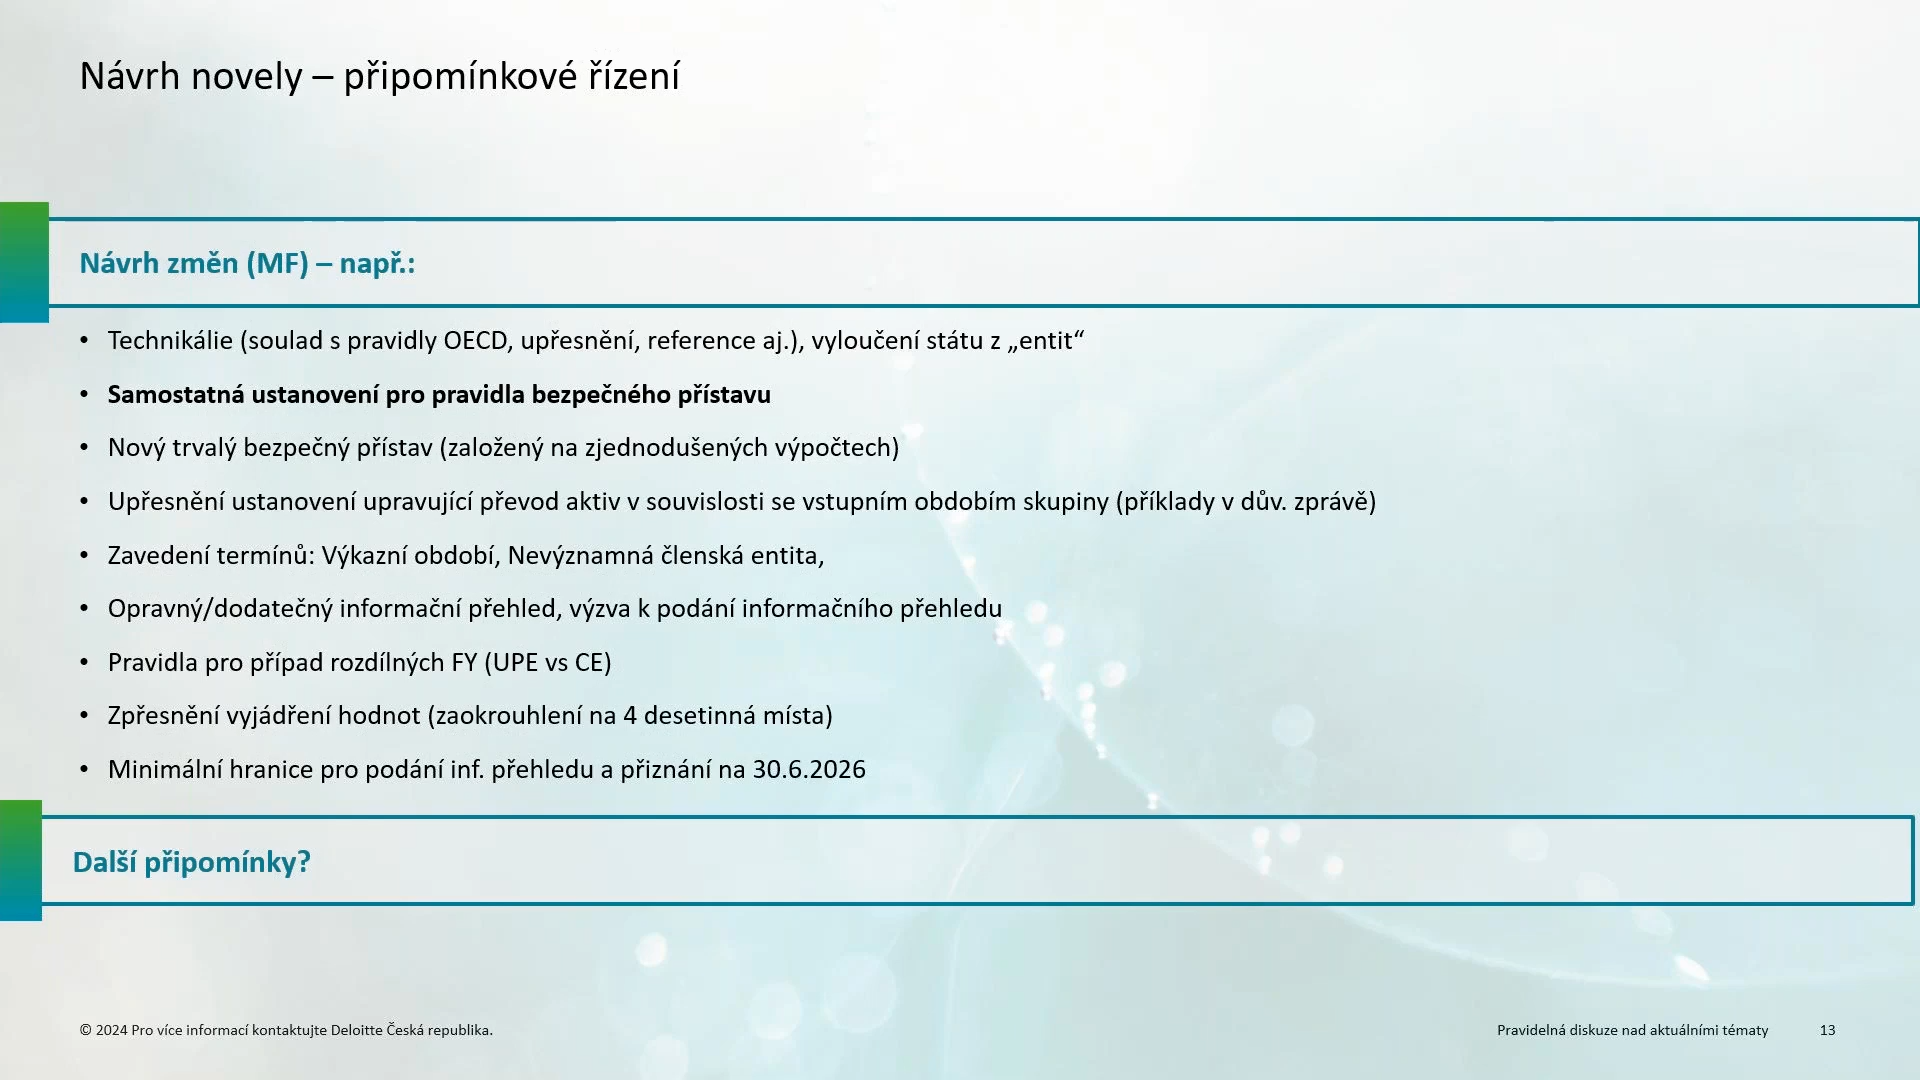 Návrh novely – připomínkové řízení
Návrh změn (MF) – např.:
• Technikálie (soulad s pravidly OECD, upřesnění, reference aj.), vyloučení státu z „entit“
• Samostatná ustanovení pro pravidla bezpečného přístavu
• Nový trvalý bezpečný přístav (založený na zjednodušených výpočtech)
• Upřesnění ustanovení upravující převod aktiv v souvislosti se vstupním obdobím skupiny (příklady v dův. zprávě)
• Zavedení termínů: Výkazní období, Nevýznamná členská entita,
• Opravný/dodatečný informační přehled, výzva k podání informačního přehledu
• Pravidla pro případ rozdílných FY (UPE vs CE)
• Zpřesnění vyjádření hodnot (zaokrouhlení na 4 desetinná místa)
• Minimální hranice pro podání inf. přehledu a přiznání na 30.6.2026
Další připomínky?
© 2024 Pro více informací kontaktujte Deloitte Česká republika.
Pravidelná diskuze nad aktuálními tématy 13